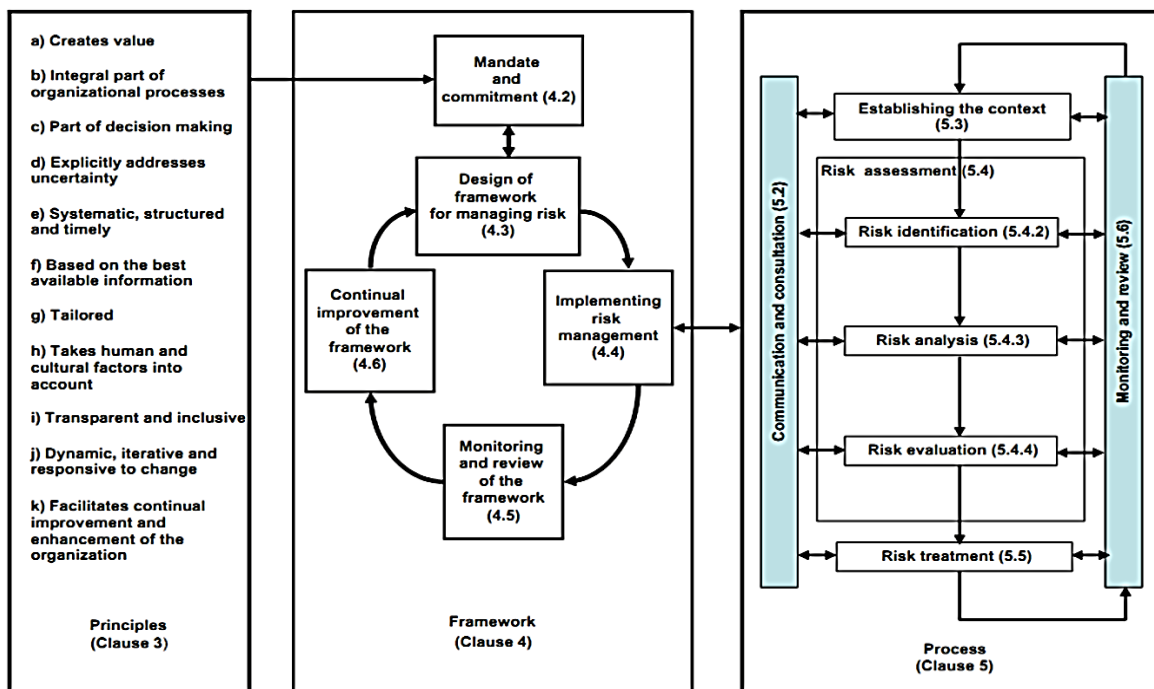 a) Creates value
b) Integral part of
organizational processes
c) Part of decision making
d) Explicitly addresses
uncertainty
e) Systematic, structured
and timely
f) Based on the best
available information
g) Tailored
h) Takes human and
cultural factors into
account
i) Transparent and inclusive
j) Dynamic, iterative and
responsive to change
k) Facilitates continual
improvement and
enhancement of the
organization
Principles
(Clause 3)
Mandate
and
commitment (4.2)
Design of
framework
for managing risk
(4.3)
Continual
improvement
of the
framework
(4.6)
Implementing
risk
management
(4.4)
Monitoring
and review
of the
framework
(4.5)
Framework
(Clause 4)
Communication and consultation (5.2)
Establishing the context
(5.3)
Risk assessment (5.4)
Risk identification (5.4.2)
Risk analysis (5.4.3)
Risk evaluation (5.4.4)
Risk treatment (5.5)
Monitoring and review (5.6)
Process
(Clause 5)